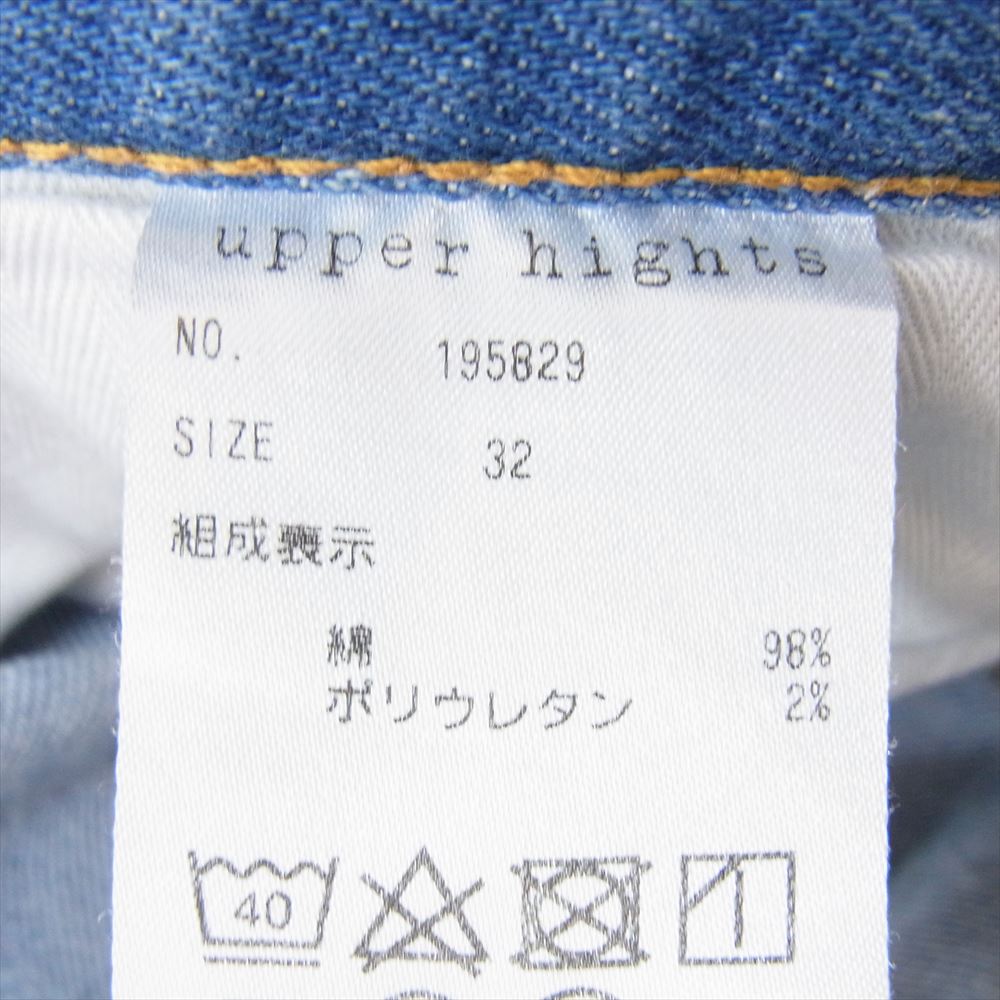 upper hights
NO. 195829
SIZE 32
組成表示
綿 98%
ポリウレタン 2%
40